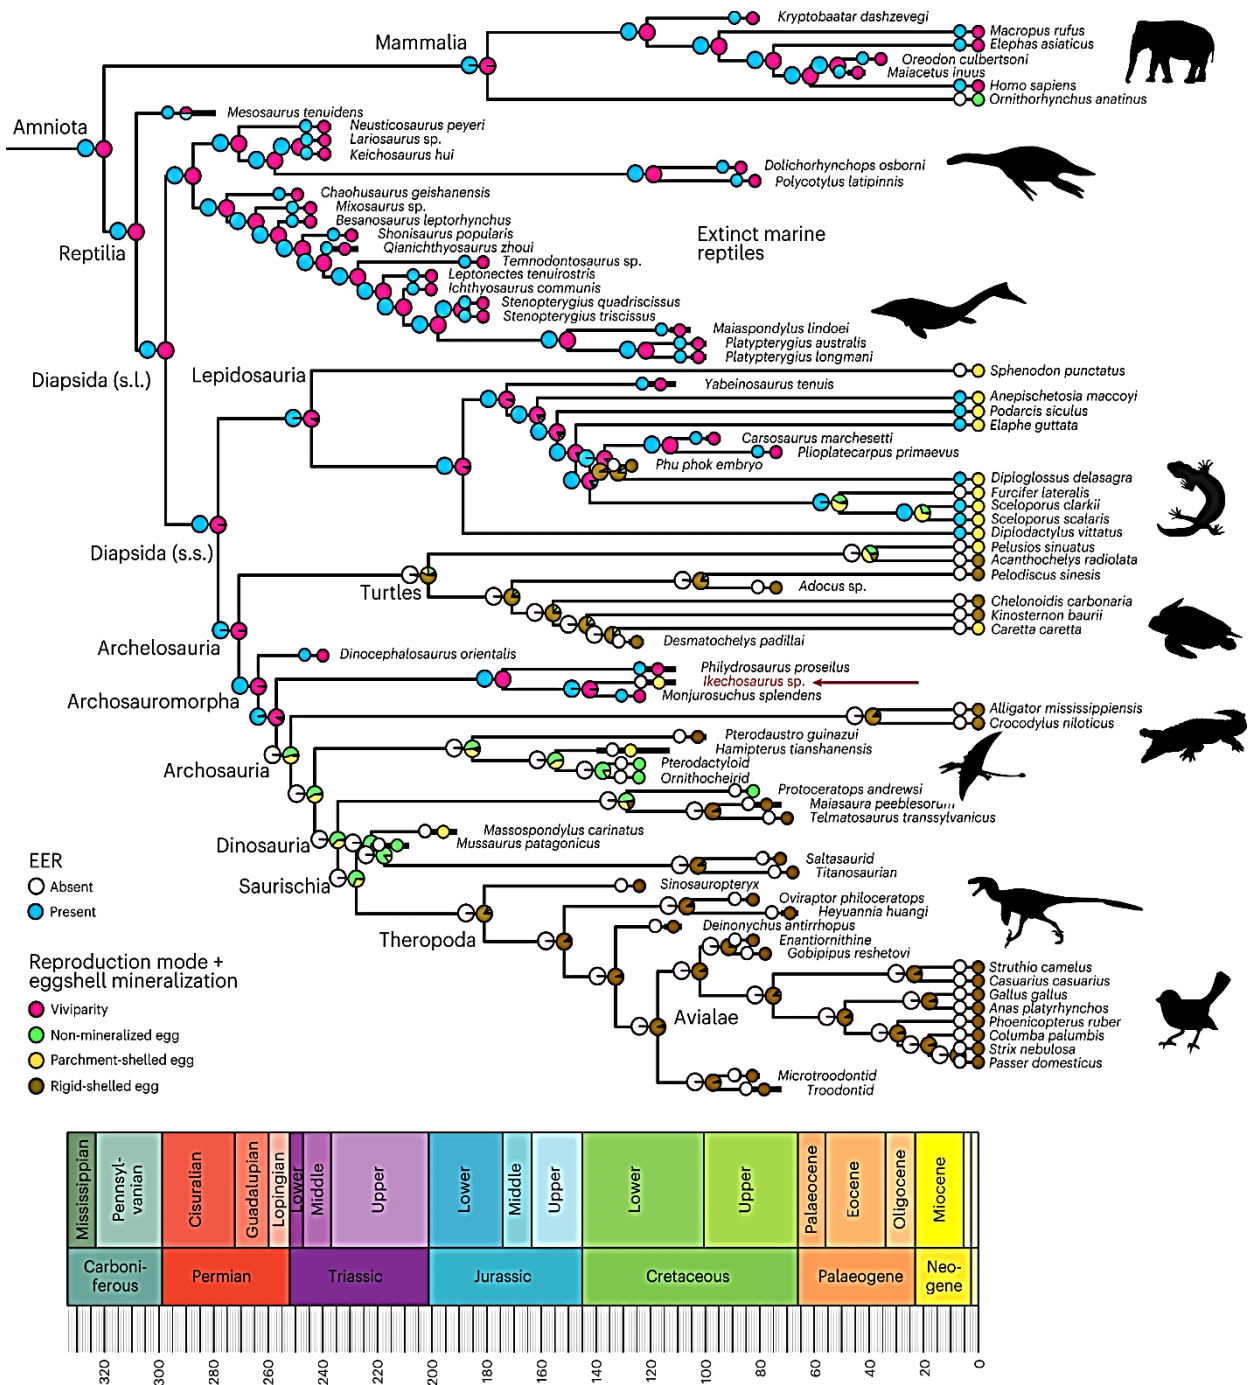 Kryptobaatar dashzevegi
Mammalia
Macropus rufus
Elephas asiaticus
Oreodon culbertsoni
Maiacetus inuus
Homo sapiens
Ornithorhynchus anatinus
Mesosaurus tenuidens
Amniota
Neusticosaurus peyeri
Lariosaurus sp.
Keichosaurus hui
Dolichorhynchops osborni
Polycotylus latipinnis
Chaohusaurus geishanensis
Mixosaurus sp.
Besanosaurus leptorhynchus
Shonisaurus popularis
Extinct marine
reptiles
Reptilia
Qianichthyosaurus zhoui
Temnodontosaurus sp.
Leptonectes tenuirostris
Ichthyosaurus communis
Stenopterygius quadriscissus
Stenopterygius triscissus
Maiaspondylus lindoei
Platypterygius australis
Platypterygius longmani
Diapsida (s.l.)
Lepidosauria
Sphenodon punctatus
Yabeinosaurus tenuis
Anepischetosia maccoyi
Podarcis siculus
Elaphe guttata
Carsosaurus marchesetti
Plioplatecarpus primaevus
Phu phok embryo
Diploglossus delasagra
Furcifer lateralis
Sceloporus clarkii
Sceloporus scalaris
Diplodactylus vittatus
Diapsida (s.s.)
Pelusios sinuatus
Acanthochelys radiolata
Pelodiscus sinesis
Turtles
Adocus sp.
Chelonoidis carbonaria
Kinosternon baurii
Caretta caretta
Desmatochelys padillai
Archelosauria
Dinocephalosaurus orientalis
Philydrosaurus proseilus
Ikechosaurus sp.
Monjurosuchus splendens
Archosauromorpha
Alligator mississippiensis
Crocodylus niloticus
Pterodaustro guinazui
Hamipterus tianshanensis
Archosauria
Pterodactyloid
Ornithocheirid
Protoceratops andrewsi
Maiasaura peeblesorum
Telmatosaurus transsylvanicus
Massospondylus carinatus
Mussaurus patagonicus
Dinosauria
Saltasaurid
Titanosaurian
Saurischia
Sinosauropteryx
Oviraptor philoceratops
Heyuannia huangi
Deinonychus antirrhopus
Theropoda
Enantiornithine
Gobipipus reshetovi
Struthio camelus
Casuarius casuarius
Gallus gallus
Anas platyrhynchos
Avialae
Phoenicopterus ruber
Columba palumbis
Strix nebulosa
Passer domesticus
Microtroodontid
Troodontid
EER
Absent
Present
Reproduction mode +
eggshell mineralization
Viviparity
Non-mineralized egg
Parchment-shelled egg
Rigid-shelled egg
Mississippian
Pennsyl-
vanian
Cisuralian
Guadalupian
Lopingian
Lower
Middle
Upper
Lower
Middle
Upper
Lower
Upper
Palaeocene
Eocene
Oligocene
Miocene
Carboni-
ferous
Permian
Triassic
Jurassic
Cretaceous
Palaeogene
Neo-
gene
320 300 280 260 240 220 200 180 160 140 120 100 80 60 40 20 0